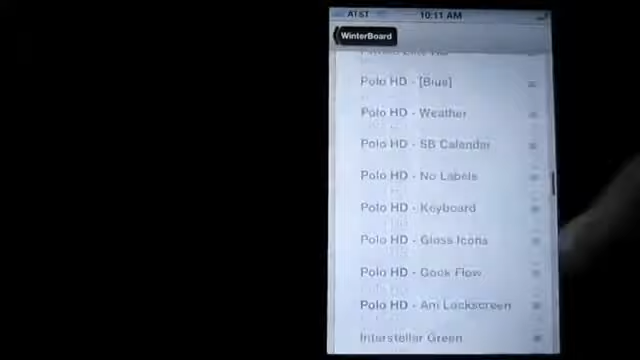 AT&T 10:11 AM
WinterBoard
Polo HD - [Blue]
Polo HD - Weather
Polo HD - SB Calendar
Polo HD - No Labels
Polo HD - Keyboard
Polo HD - Gloss Icons
Polo HD - Gock Flow
Polo HD - Ani Lockscreen
Interstellar Green